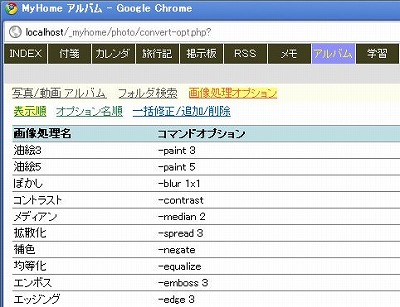 MyHome アルバム - Google Chrome
localhost/_myhome/photo/convert-opt.php?
INDEX 付箋 カレンダ 旅行記 掲示板 RSS メモ アルバム 学習
写真/動画 アルバム フォルダ検索 画像処理オプション
表示順 オプション名順 一括修正/追加/削除
画像処理名 コマンドオプション
油絵3 -paint 3
油絵5 -paint 5
ぼかし -blur 1x1
コントラスト -contrast
メディアン -median 2
拡散化 -spread 3
補色 -negate
均等化 -equalize
エンボス -emboss 3
エッジング -edge 3